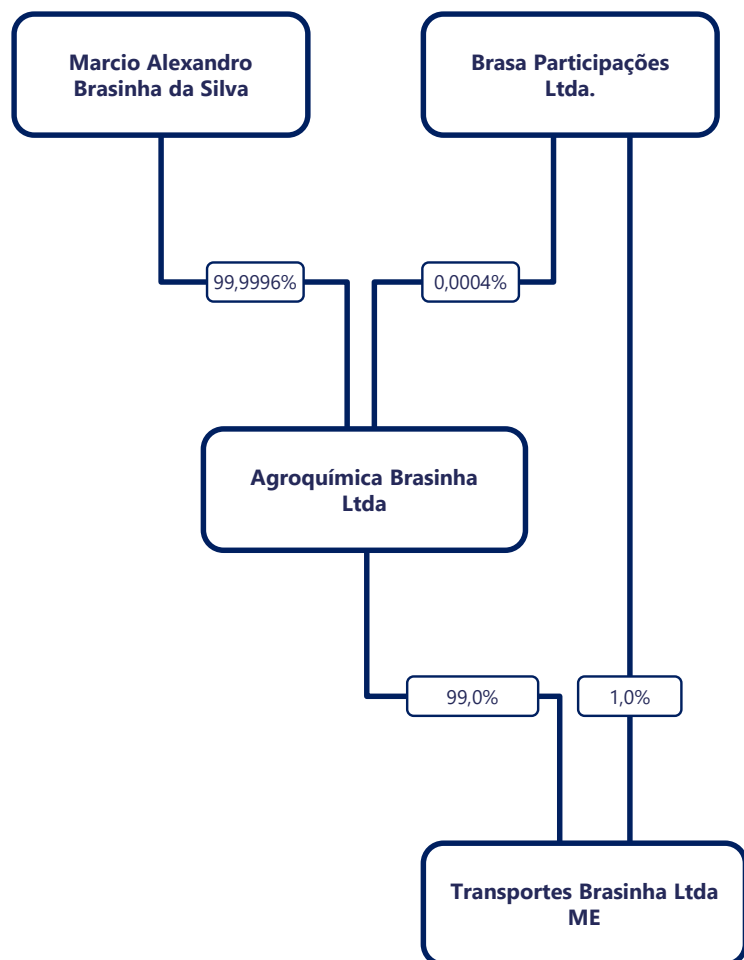 Marcio Alexandro
Brasinha da Silva
Brasa Participações
Ltda.
99,9996%
0,0004%
Agroquímica Brasinha
Ltda
99,0%
1,0%
Transportes Brasinha Ltda
ME